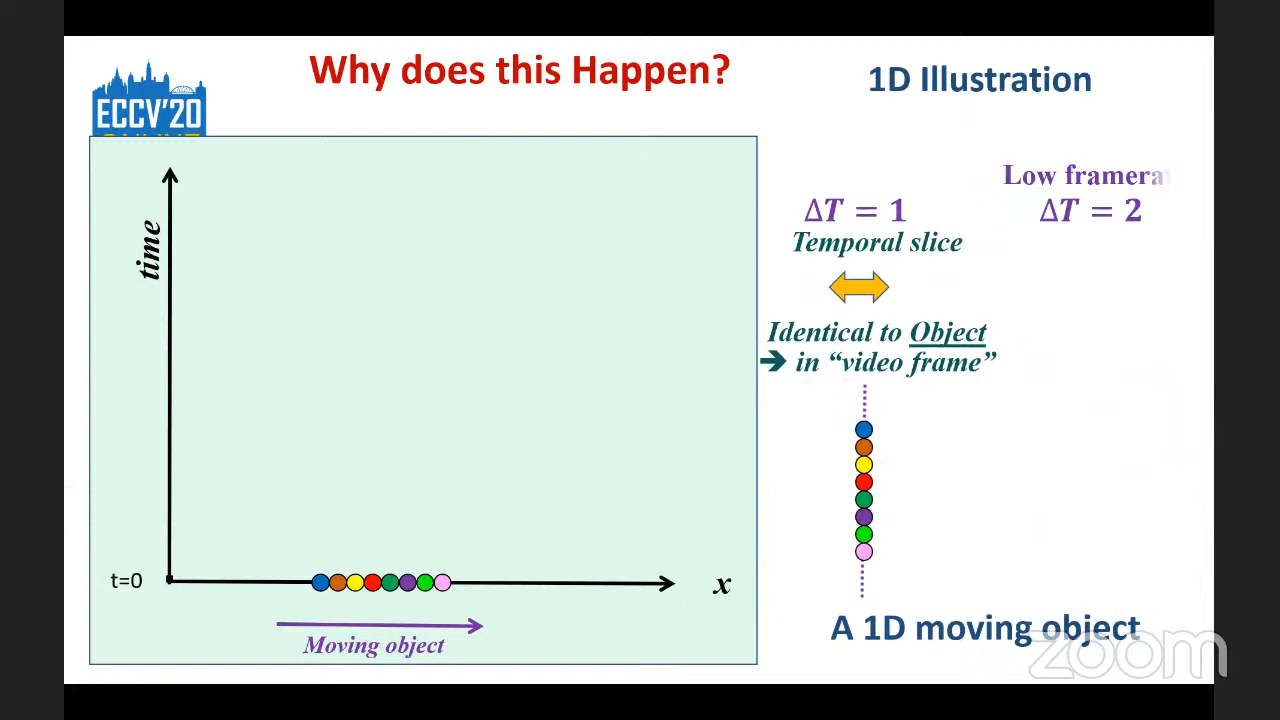 Why does this Happen?
1D Illustration
ECCV'20
time
t=0
x
Moving object
ΔT = 1
Temporal slice
Low framera
ΔT = 2
Identical to Object
➔ in “video frame”
A 1D moving object
zoom